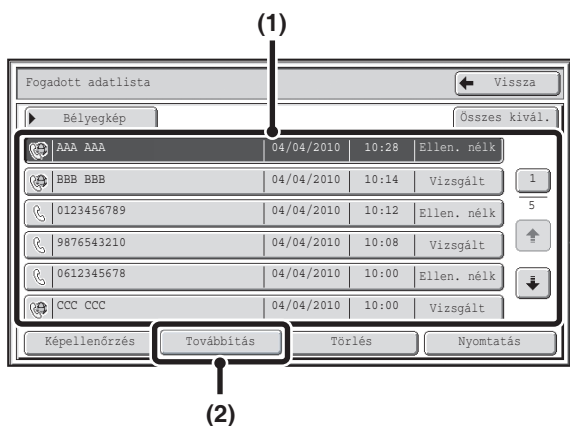 (1)
Fogadott adatlista
Vissza
Bélyegkép
Összes kivál.
AAA AAA 04/04/2010 10:28 Ellen. nélk
BBB BBB 04/04/2010 10:14 Vizsgált
1
0123456789 04/04/2010 10:12 Ellen. nélk
5
9876543210 04/04/2010 10:08 Vizsgált
0612345678 04/04/2010 10:00 Ellen. nélk
CCC CCC 04/04/2010 10:00 Vizsgált
Képellenőrzés Továbbítás Törlés Nyomtatás
(2)